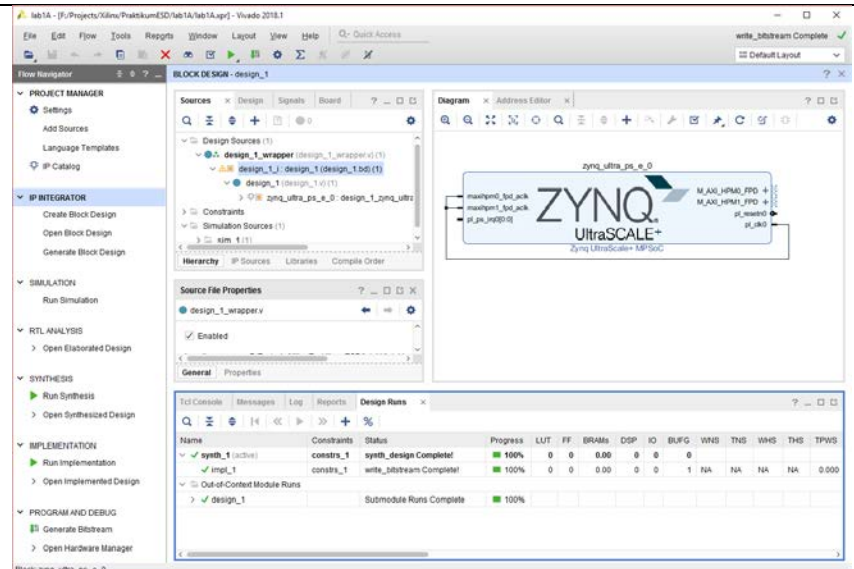 lab1A - [F:/Projects/Xilinx/PraktikumESD/lab1A/lab1A.xpr] - Vivado 2018.1
File Edit Flow Tools Reports Window Layout View Help Quick Access
write_bitstream Complete
Default Layout
Flow Navigator
PROJECT MANAGER
Settings
Add Sources
Language Templates
IP Catalog
IP INTEGRATOR
Create Block Design
Open Block Design
Generate Block Design
SIMULATION
Run Simulation
RTL ANALYSIS
Open Elaborated Design
SYNTHESIS
Run Synthesis
Open Synthesized Design
IMPLEMENTATION
Run Implementation
Open Implemented Design
PROGRAM AND DEBUG
Generate Bitstream
Open Hardware Manager
BLOCK DESIGN - design_1
Sources Design Signals Board
Design Sources (1)
design_1_wrapper (design_1_wrapper.v) (1)
design_1_i : design_1 (design_1.bd) (1)
design_1 (design_1.v) (1)
zynq_ultra_ps_e_0 : design_1_zynq_ultra
Constraints
Simulation Sources (1)
sim_1 (1)
Hierarchy IP Sources Libraries Compile Order
Source File Properties
design_1_wrapper.v
Enabled
General Properties
Diagram Address Editor
zynq_ultra_ps_e_0
maxihpm0_fpd_aclk
maxihpm1_fpd_aclk
pl_ps_irq0[0:0]
ZYNQ
UltraSCALE+
M_AXI_HPM0_FPD
M_AXI_HPM1_FPD
pl_resetn0
pl_clk0
Zynq UltraScale+ MPSoC
Tcl Console Messages Log Reports Design Runs
Name Constraints Status Progress LUT FF BRAMs DSP IO BUFG WNS TNS WHS THS TPWS
synth_1 (active) constrs_1 synth_design Complete! 100% 0 0 0.00 0 0 0
impl_1 constrs_1 write_bitstream Complete! 100% 0 0 0.00 0 0 1 NA NA NA NA 0.000
Out-of-Context Module Runs
design_1 Submodule Runs Complete 100%
Block: zynq_ultra_ps_e_0